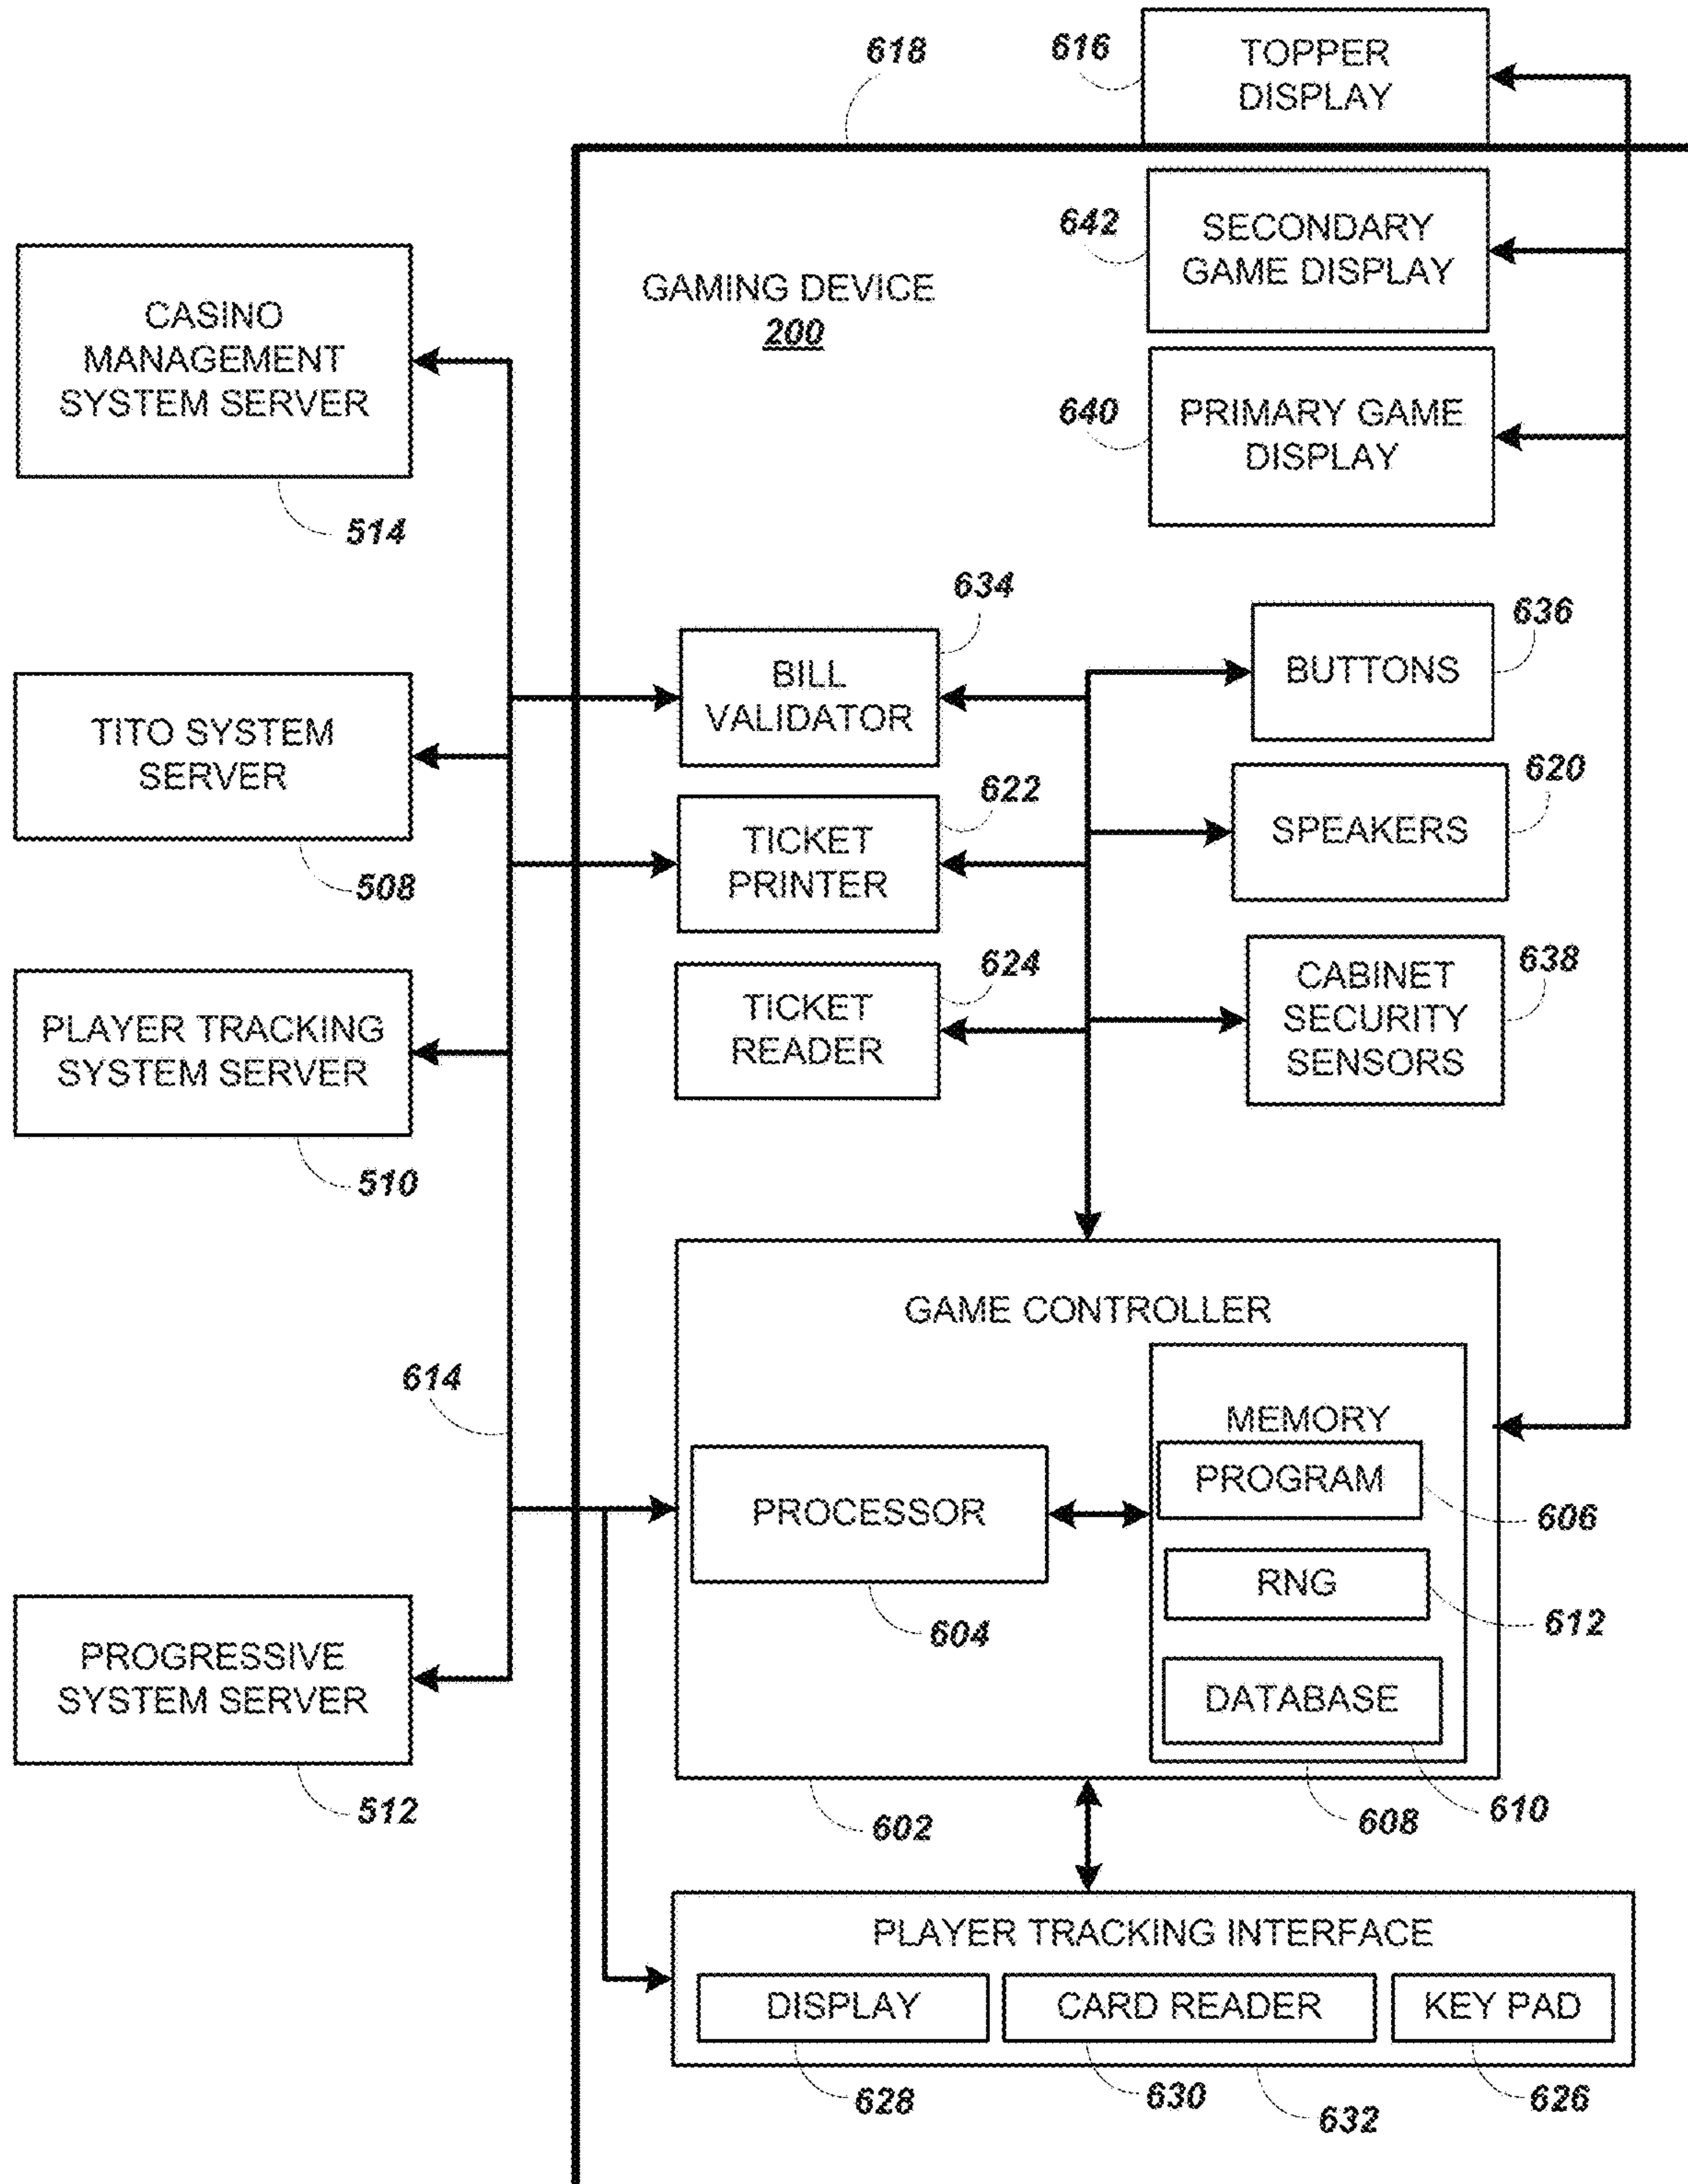 618
616
TOPPER
DISPLAY
642
SECONDARY
GAME DISPLAY
GAMING DEVICE
200
CASINO
MANAGEMENT
SYSTEM SERVER
514
640
PRIMARY GAME
DISPLAY
634
BILL
VALIDATOR
636
BUTTONS
TITO SYSTEM
SERVER
508
622
TICKET
PRINTER
620
SPEAKERS
624
TICKET
READER
638
CABINET
SECURITY
SENSORS
PLAYER TRACKING
SYSTEM SERVER
510
614
GAME CONTROLLER
MEMORY
PROGRAM
606
PROCESSOR
604
RNG
612
DATABASE
610
608
602
PROGRESSIVE
SYSTEM SERVER
512
PLAYER TRACKING INTERFACE
DISPLAY
CARD READER
KEY PAD
628
630
632
626